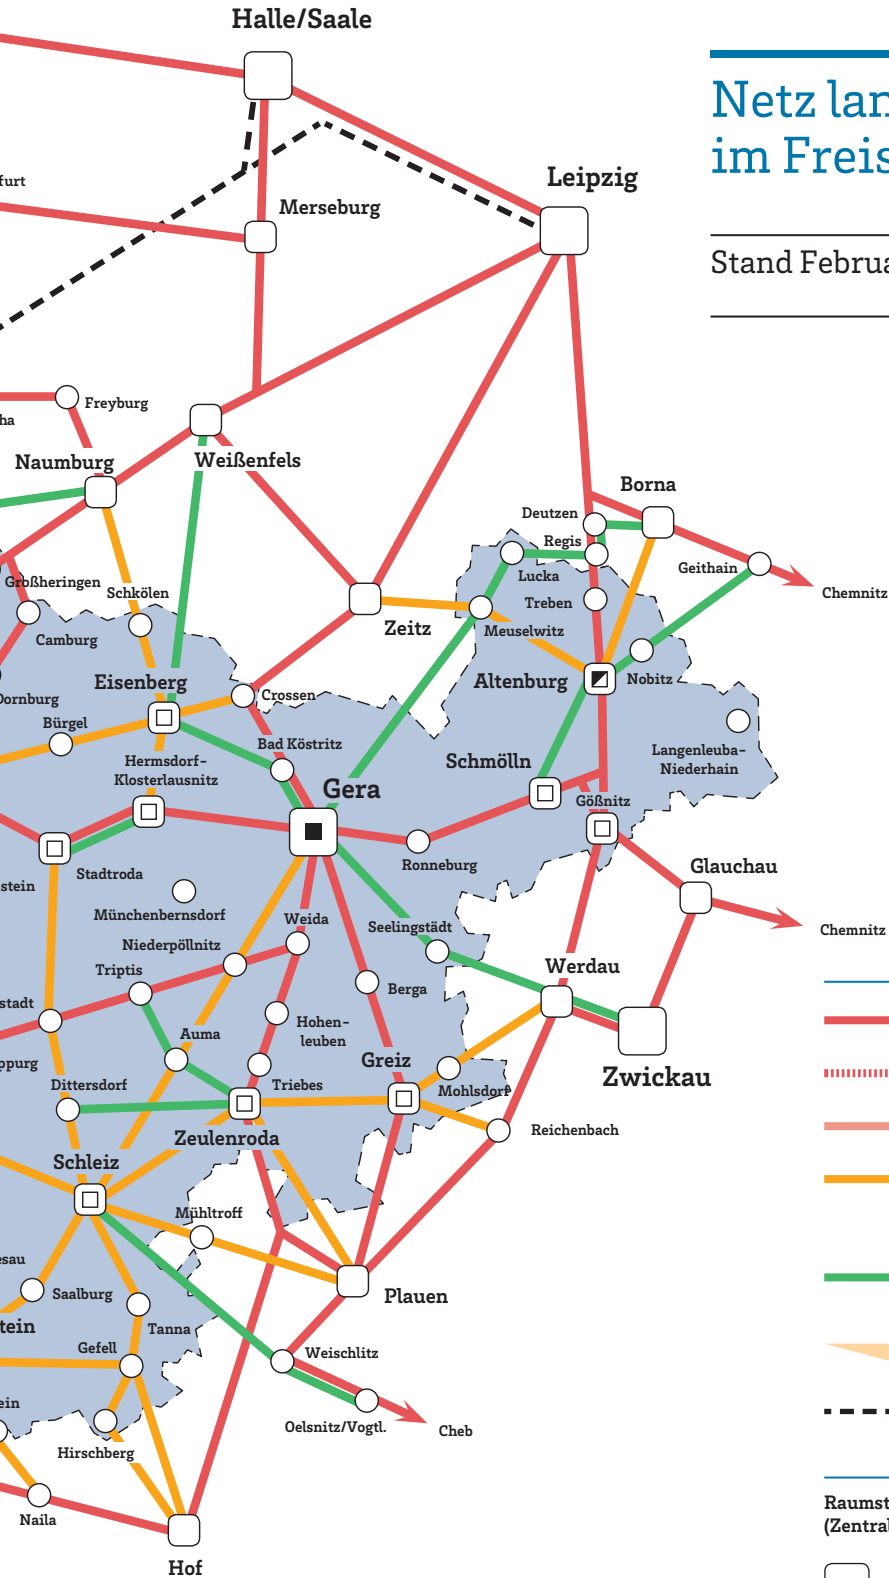 Halle/Saale
Netz lan
im Freis
furt
Leipzig
Merseburg
Stand Februa
Freyburg
ha
Naumburg
Weißenfels
Borna
Deutzen
Regis
Geithain
Lucka
Chemnitz
Großheringen
Schkölen
Treben
Camburg
Zeitz
Meuselwitz
Eisenberg
Altenburg
Nobitz
Dornburg
Crossen
Bürgel
Bad Köstritz
Langenleuba-
Niederhain
Hermsdorf-
Klosterlausnitz
Schmölln
Gera
Gößnitz
Ronneburg
Glauchau
Stadtroda
stein
Münchenbernsdorf
Weida
Seelingstädt
Chemnitz
Niederpöllnitz
Triptis
Werdau
Berga
stadt
Hohen-
leuben
Auma
Greiz
ppurg
Zwickau
Dittersdorf
Triebes
Mohlsdorf
Zeulenroda
Reichenbach
Schleiz
Mühltroff
esau
Saalburg
Plauen
tein
Tanna
Gefell
Weischlitz
ein
Oelsnitz/Vogtl.
Cheb
Hirschberg
Naila
Hof
Raumst
(Zentral